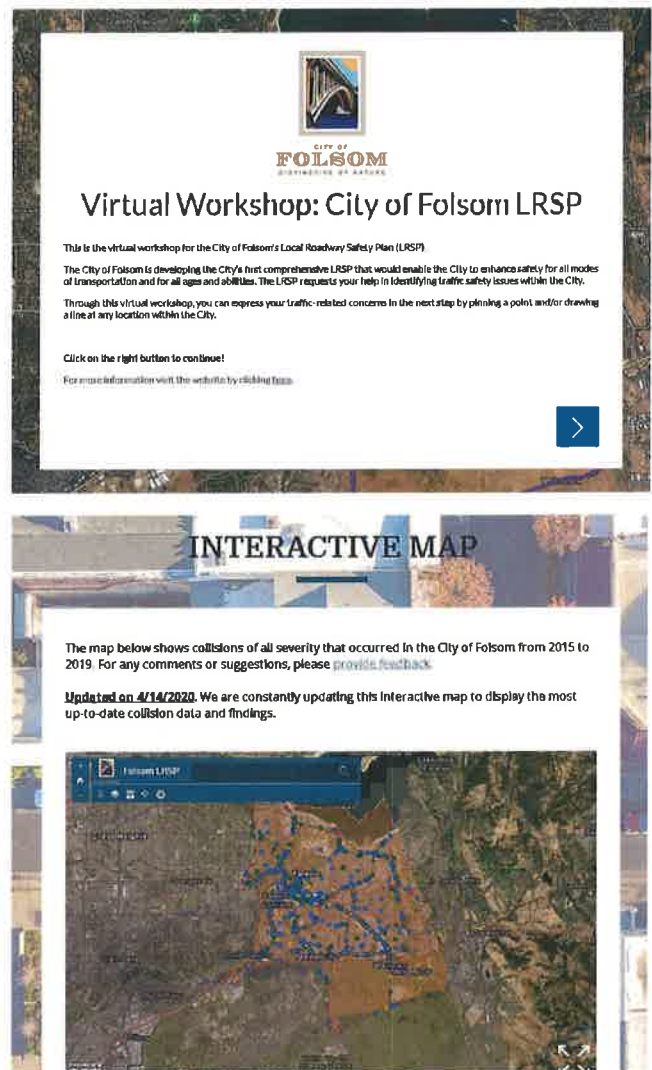 CITY OF
FOLSOM
DISTINCTIVE BY NATURE
Virtual Workshop: City of Folsom LRSP
This is the virtual workshop for the City of Folsom's Local Roadway Safety Plan (LRSP)
The City of Folsom is developing the City's first comprehensive LRSP that would enable the City to enhance safety for all modes
of transportation and for all ages and abilities. The LRSP requests your help in identifying traffic safety issues within the City.
Through this virtual workshop, you can express your traffic-related concerns in the next step by pinning a point and/or drawing
a line at any location within the City.
Click on the right button to continue!
For more information visit the website by clicking here.
INTERACTIVE MAP
The map below shows collisions of all severity that occurred in the City of Folsom from 2015 to
2019. For any comments or suggestions, please provide feedback
Updated on 4/14/2020. We are constantly updating this interactive map to display the most
up-to-date collision data and findings.
Folsom LRSP